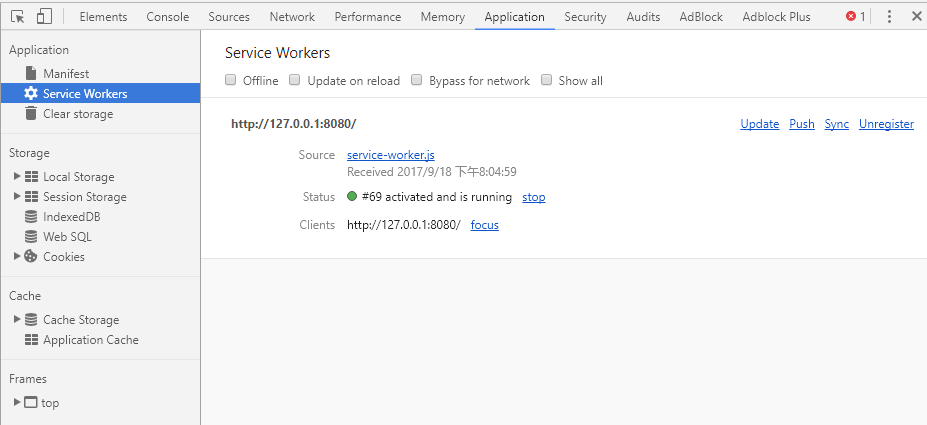 Elements Console Sources Network Performance Memory Application Security Audits AdBlock Adblock Plus 1
Application
Manifest
Service Workers
Clear storage
Storage
Local Storage
Session Storage
IndexedDB
Web SQL
Cookies
Cache
Cache Storage
Application Cache
Frames
top
Service Workers
Offline Update on reload Bypass for network Show all
http://127.0.0.1:8080/ Update Push Sync Unregister
Source service-worker.js
Received 2017/9/18 下午8:04:59
Status #69 activated and is running stop
Clients http://127.0.0.1:8080/ focus